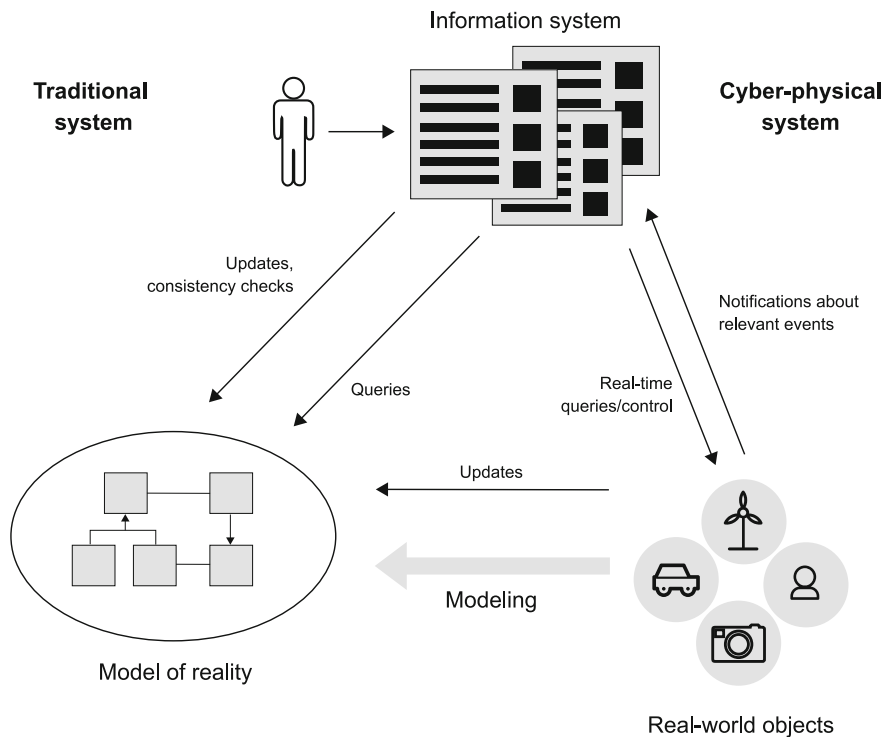 Information system
Traditional
system
Cyber-physical
system
Updates,
consistency checks
Notifications about
relevant events
Queries
Real-time
queries/control
Updates
Modeling
Model of reality
Real-world objects